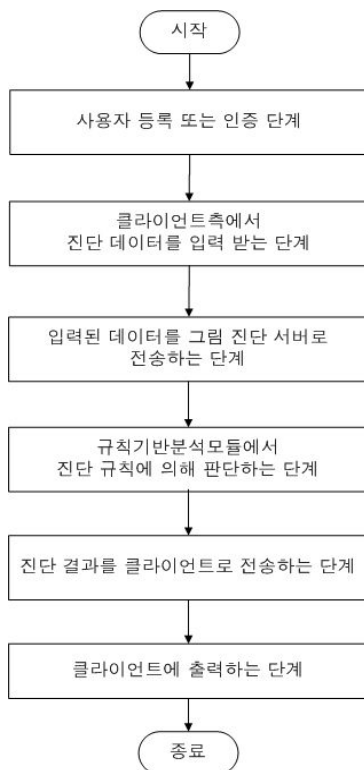 시작
사용자 등록 또는 인증 단계
클라이언트측에서
진단 데이터를 입력 받는 단계
입력된 데이터를 그림 진단 서버로
전송하는 단계
규칙기반분석모듈에서
진단 규칙에 의해 판단하는 단계
진단 결과를 클라이언트로 전송하는 단계
클라이언트에 출력하는 단계
종료